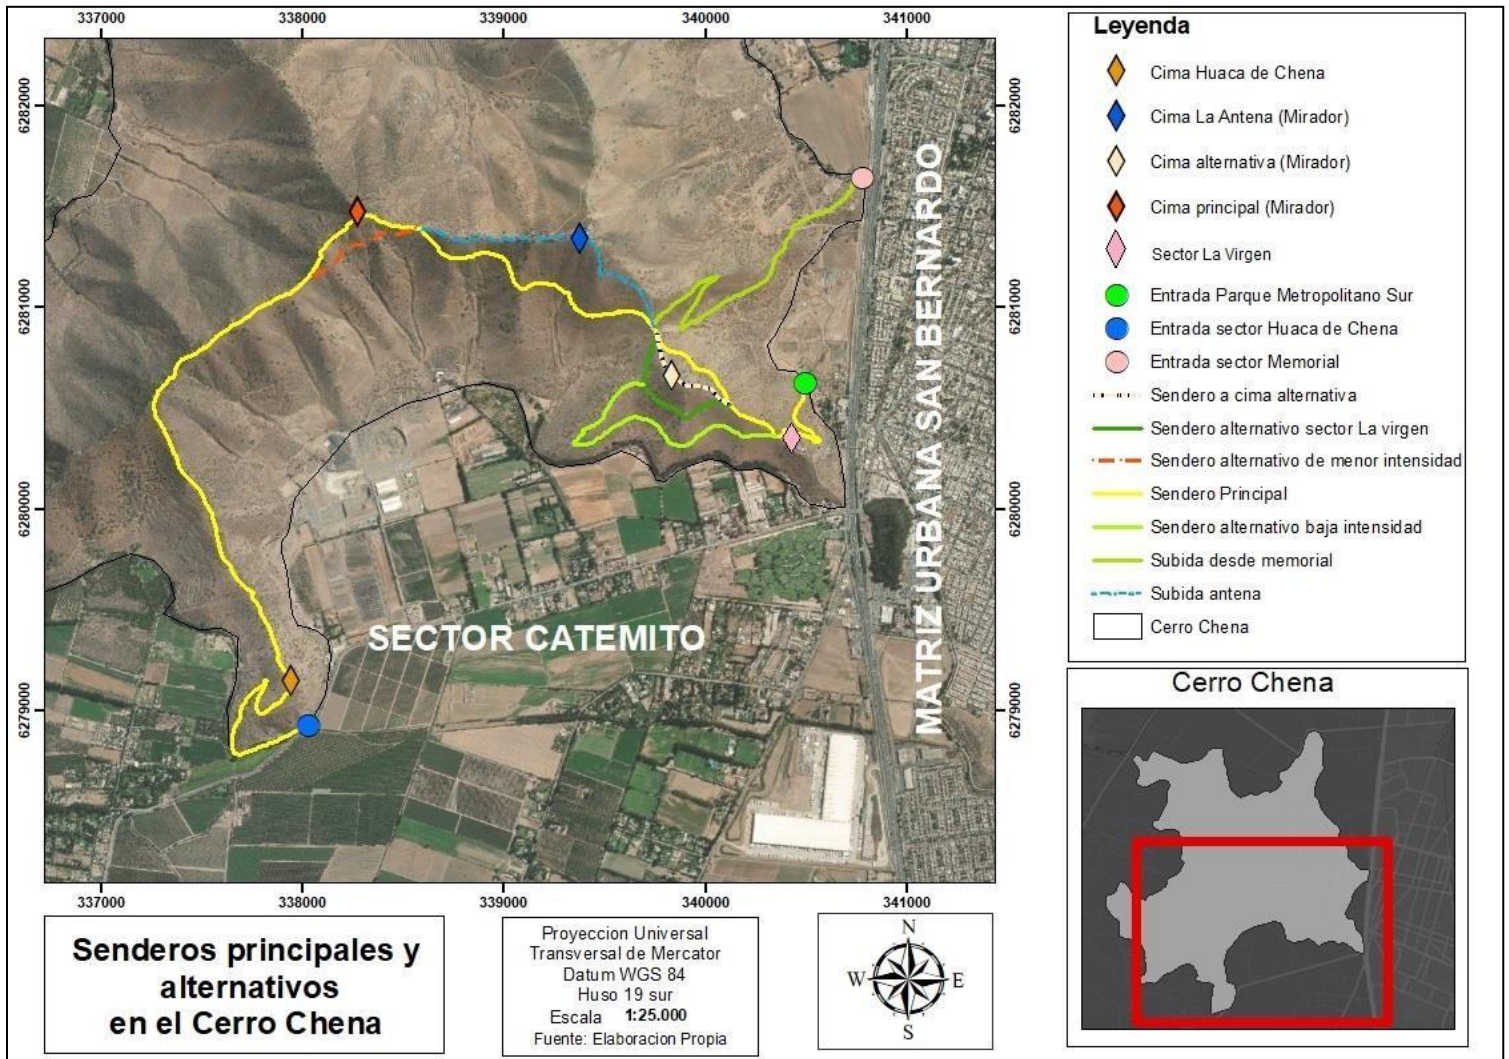 337000
338000
339000
340000
341000
6282000
6281000
6280000
6279000
6282000
6281000
6280000
6279000
MATRIZ URBANA SAN BERNARDO
SECTOR CATEMITO
337000
338000
339000
340000
341000
Leyenda
Cima Huaca de Chena
Cima La Antena (Mirador)
Cima alternativa (Mirador)
Cima principal (Mirador)
Sector La Virgen
Entrada Parque Metropolitano Sur
Entrada sector Huaca de Chena
Entrada sector Memorial
Sendero a cima alternativa
Sendero alternativo sector La virgen
Sendero alternativo de menor intensidad
Sendero Principal
Sendero alternativo baja intensidad
Subida desde memorial
Subida antena
Cerro Chena
Cerro Chena
Senderos principales y
alternativos
en el Cerro Chena
Proyeccion Universal
Transversal de Mercator
Datum WGS 84
Huso 19 sur
Escala 1:25.000
Fuente: Elaboracion Propia
N
W E
S